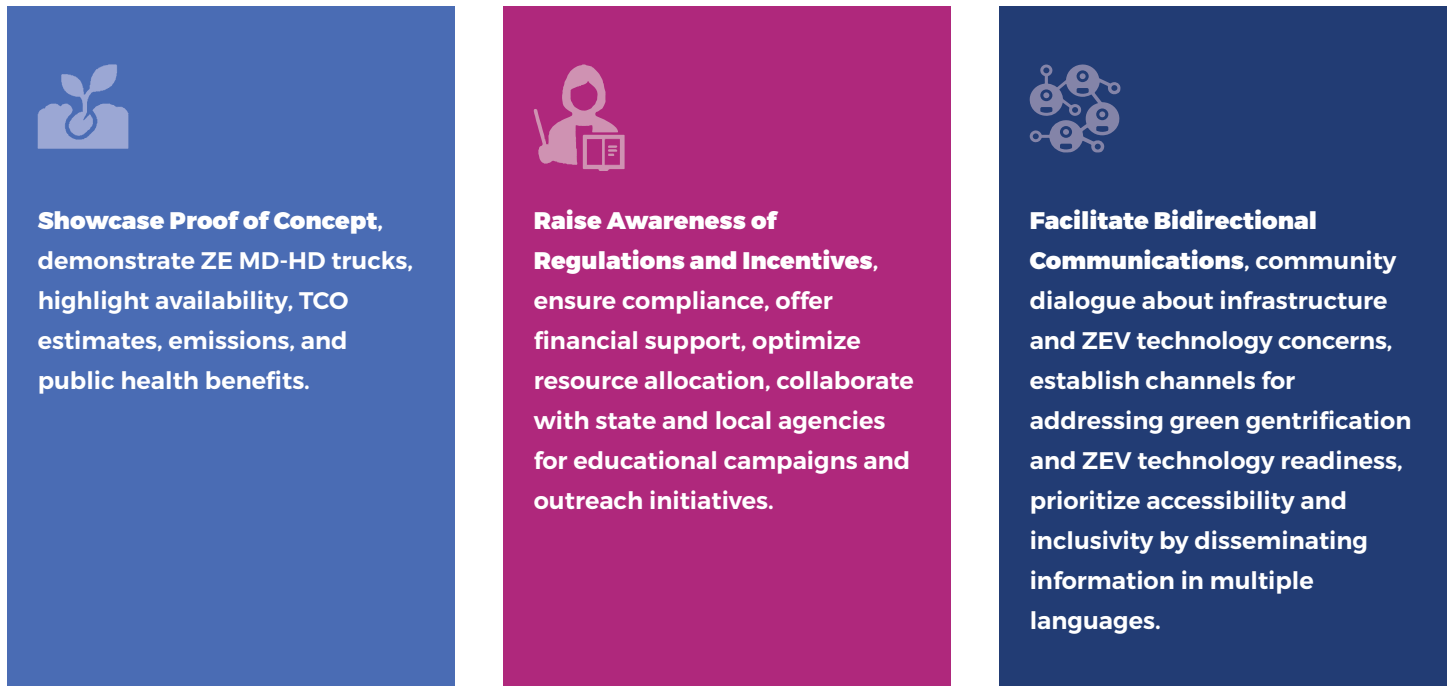 Showcase Proof of Concept,
demonstrate ZE MD-HD trucks,
highlight availability, TCO
estimates, emissions, and
public health benefits.
Raise Awareness of
Regulations and Incentives,
ensure compliance, offer
financial support, optimize
resource allocation, collaborate
with state and local agencies
for educational campaigns and
outreach initiatives.
Facilitate Bidirectional
Communications, community
dialogue about infrastructure
and ZEV technology concerns,
establish channels for
addressing green gentrification
and ZEV technology readiness,
prioritize accessibility and
inclusivity by disseminating
information in multiple
languages.